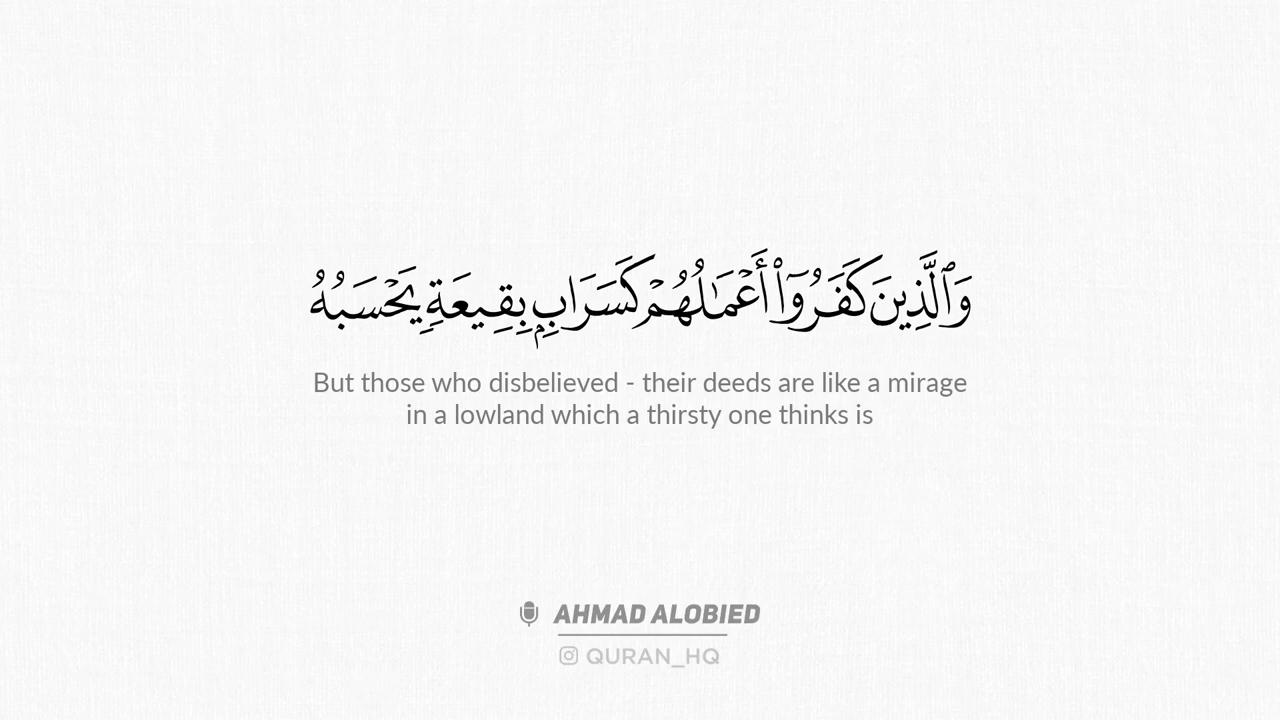 وَٱلَّذِينَ كَفَرُوٓا۟ أَعْمَـٰلُهُمْ كَسَرَابٍۭ بِقِيعَةٍ يَحْسَبُهُ
But those who disbelieved - their deeds are like a mirage
in a lowland which a thirsty one thinks is
AHMAD ALOBIED
QURAN_HQ